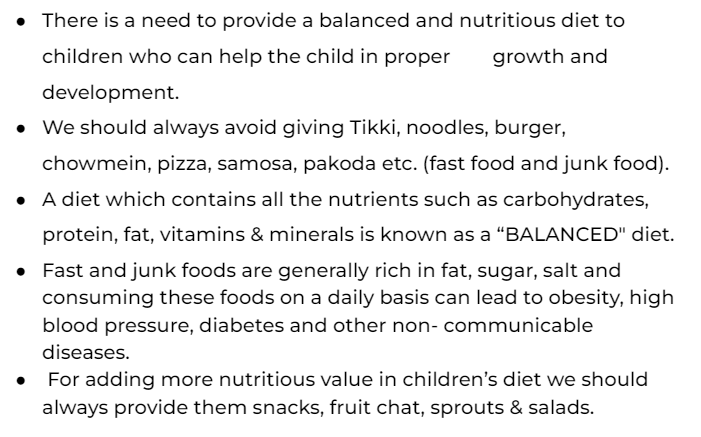 • There is a need to provide a balanced and nutritious diet to
children who can help the child in proper growth and
development.
• We should always avoid giving Tikki, noodles, burger,
chowmein, pizza, samosa, pakoda etc. (fast food and junk food).
• A diet which contains all the nutrients such as carbohydrates,
protein, fat, vitamins & minerals is known as a “BALANCED" diet.
• Fast and junk foods are generally rich in fat, sugar, salt and
consuming these foods on a daily basis can lead to obesity, high
blood pressure, diabetes and other non- communicable
diseases.
• For adding more nutritious value in children’s diet we should
always provide them snacks, fruit chat, sprouts & salads.